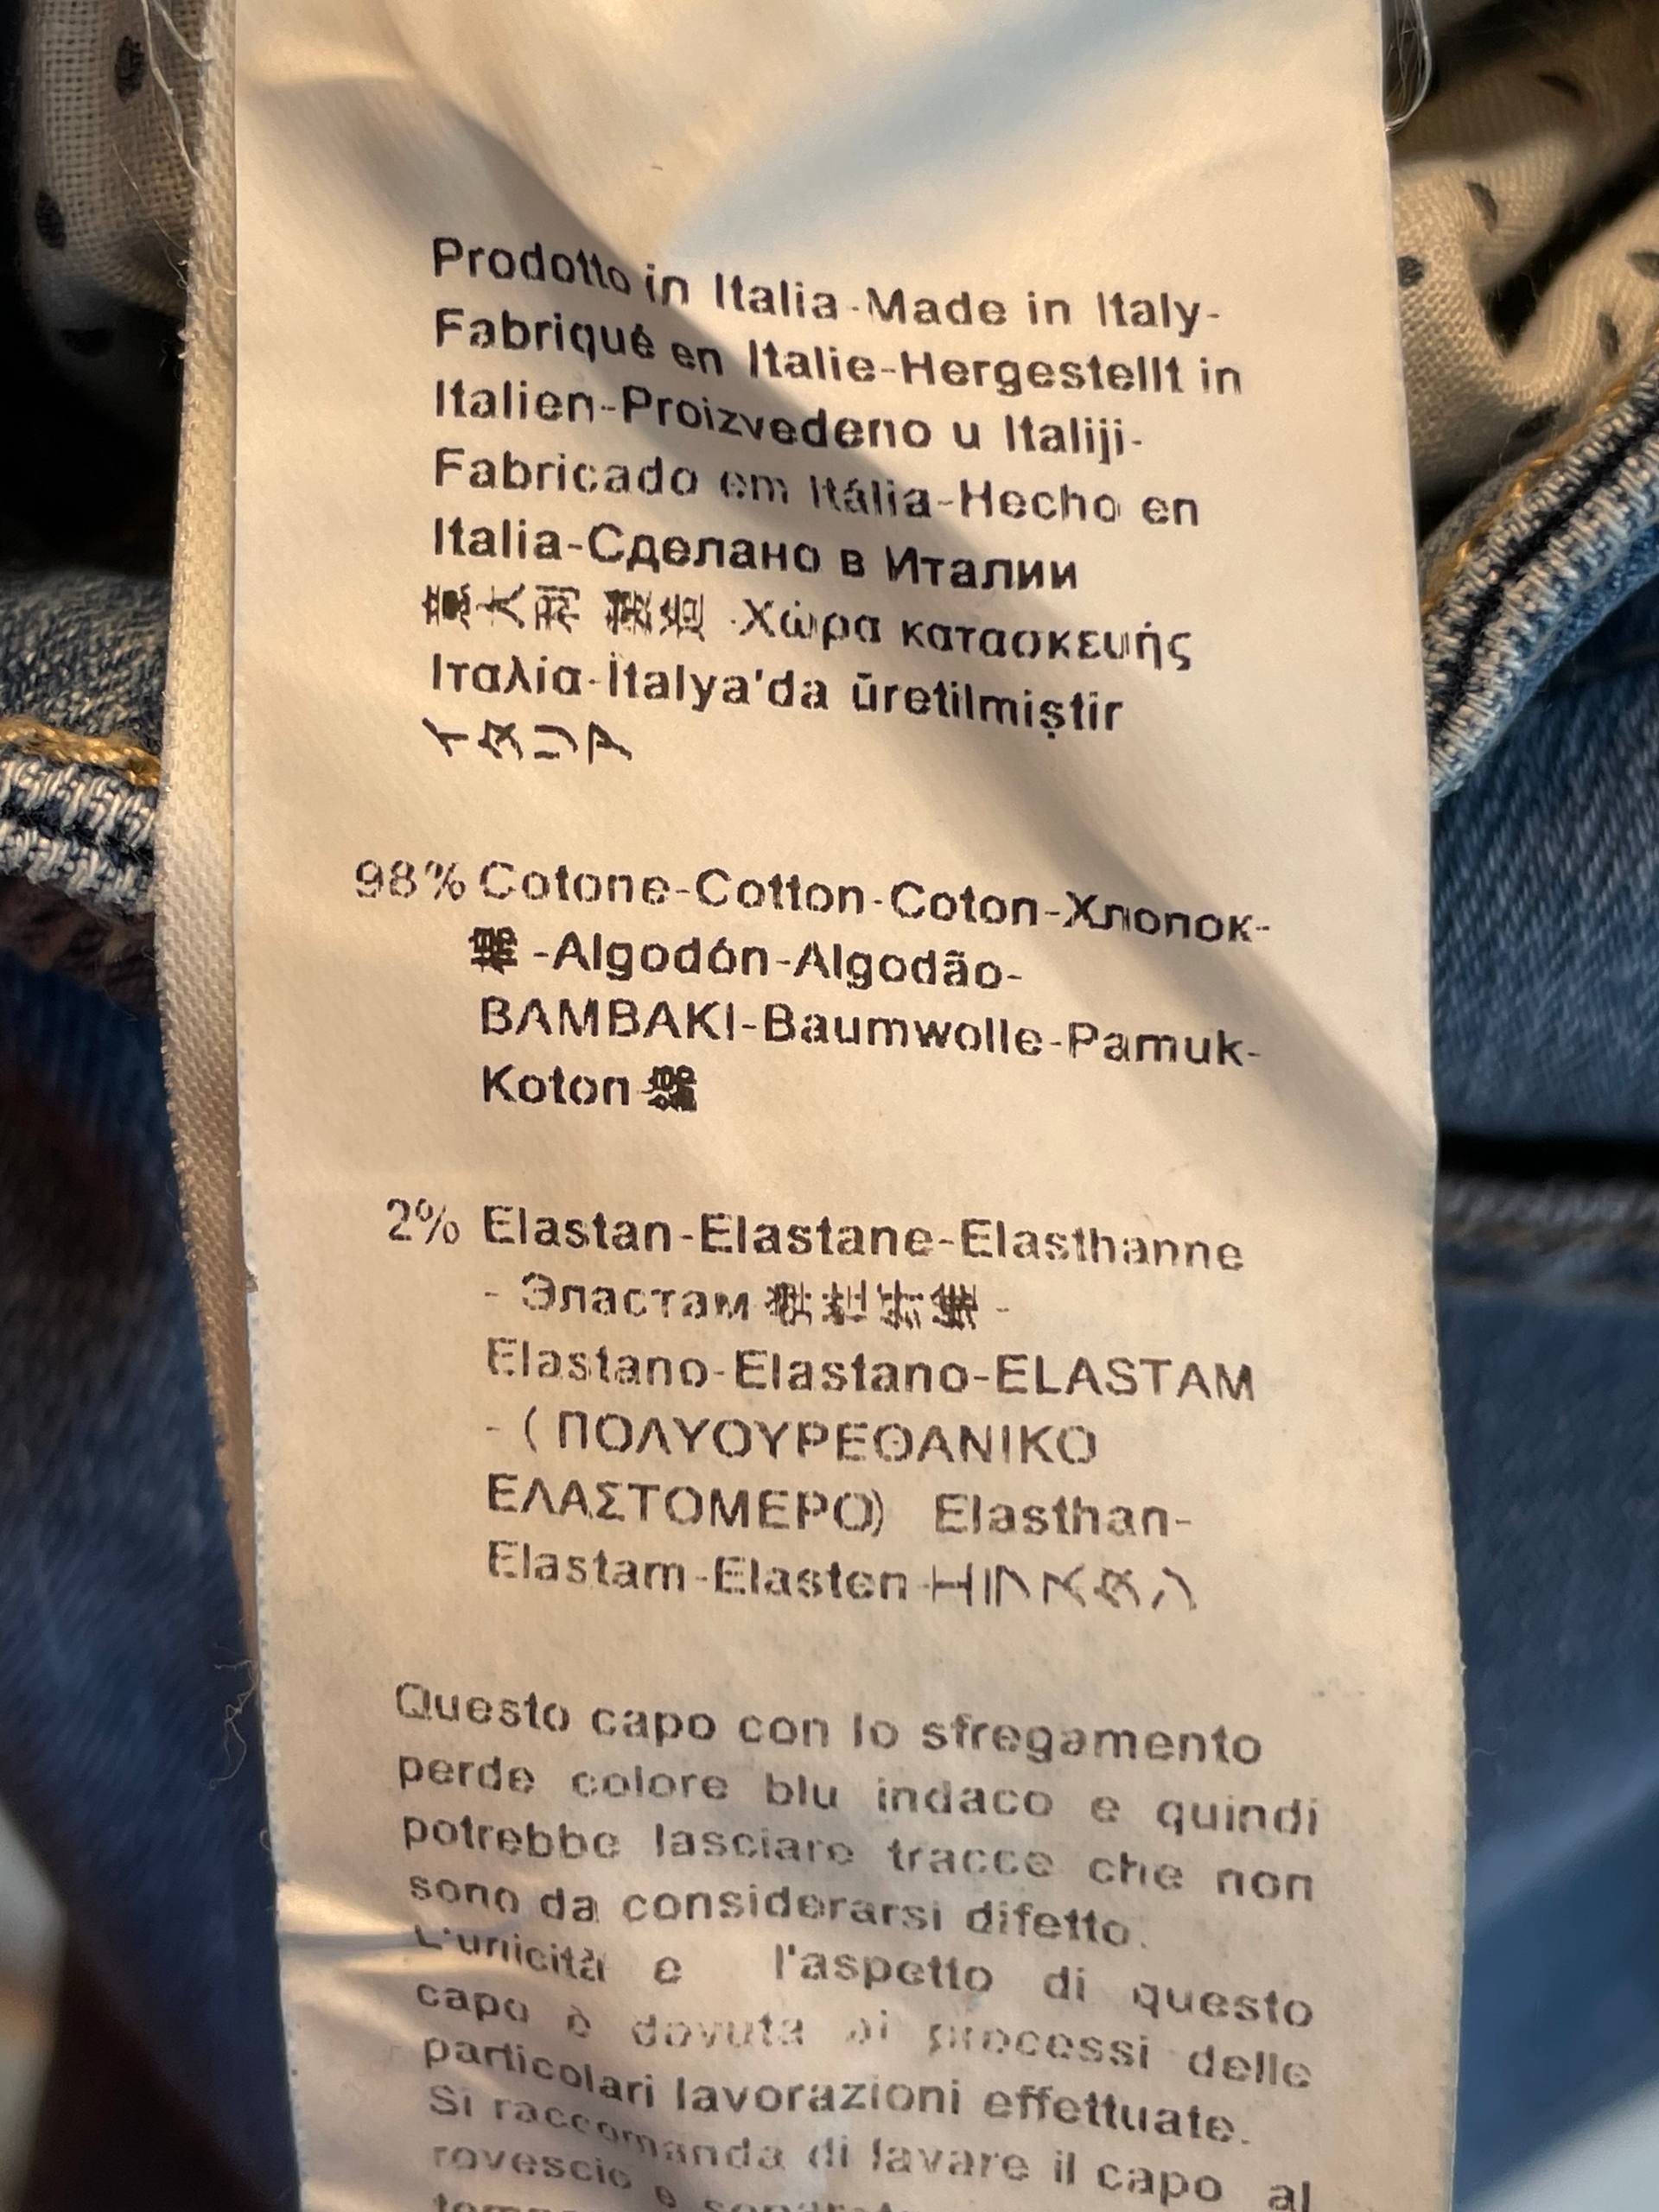 Prodotto in Italia-Made in Italy-
Fabriqué en Italie-Hergestellt in
Italien-Proizvedeno u Italiji-
Fabricado em Itália-Hecho en
Italia-Сделано в Италии
-Χώρα κατασκευής
Ιταλία-İtalya'da üretilmiştir
98% Cotone-Cotton-Coton-Хлопок-
-Algodón-Algodão-
BAMBAKI-Baumwolle-Pamuk-
Koton
2% Elastan-Elastane-Elasthanne
- Эластам -
Elastano-Elastano-ELASTAM
- ( ΠΟΛΥΟΥΡΕΘΑΝΙΚΟ
ΕΛΑΣΤΟΜΕΡΟ) Elasthan-
Elastam-Elasten-
Questo capo con lo sfregamento
perde colore blu indaco e quindi
potrebbe lasciare tracce che non
sono da considerarsi difetto.
L'unicità e l'aspetto di questo
capo è dovuta ai processi delle
particolari lavorazioni effettuate.
Si raccomanda di lavare il capo al
rovescio e